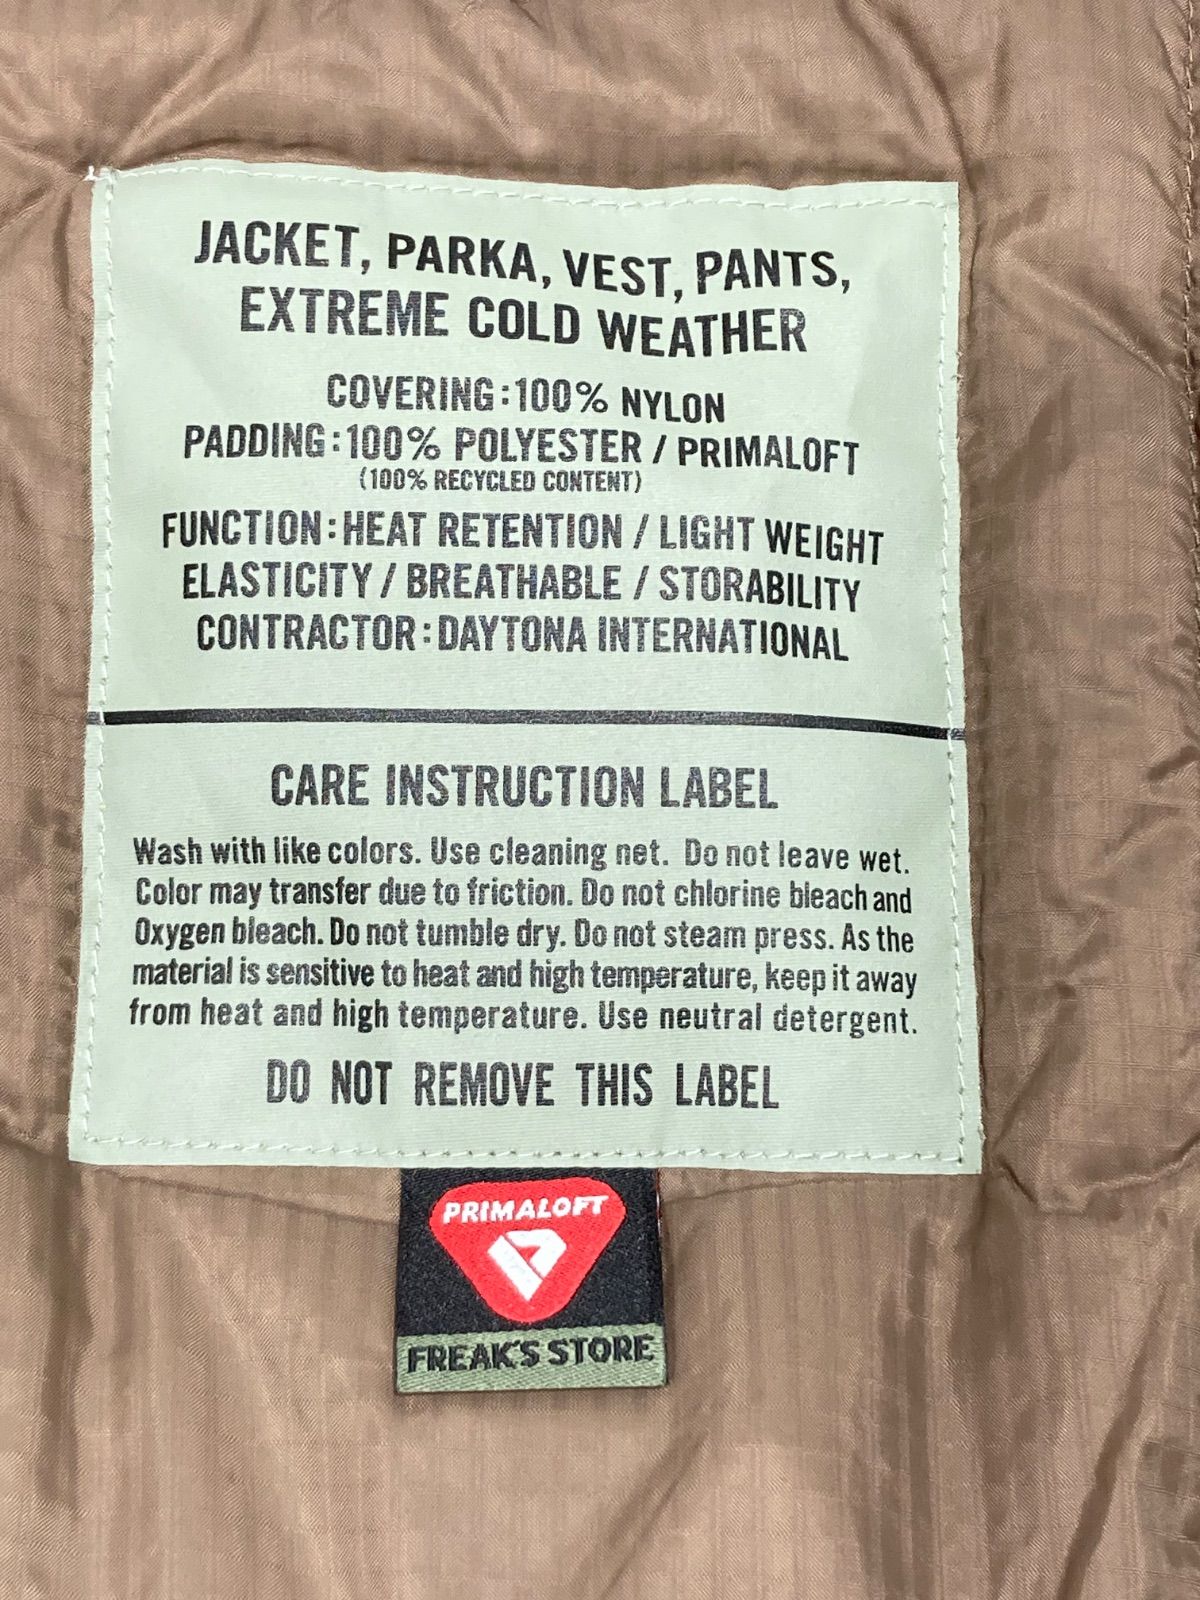 JACKET, PARKA, VEST, PANTS,
EXTREME COLD WEATHER
COVERING:100% NYLON
PADDING:100% POLYESTER / PRIMALOFT
(100% RECYCLED CONTENT)
FUNCTION:HEAT RETENTION / LIGHT WEIGHT
ELASTICITY / BREATHABLE / STORABILITY
CONTRACTOR:DAYTONA INTERNATIONAL
CARE INSTRUCTION LABEL
Wash with like colors. Use cleaning net. Do not leave wet.
Color may transfer due to friction. Do not chlorine bleach and
Oxygen bleach. Do not tumble dry. Do not steam press. As the
material is sensitive to heat and high temperature, keep it away
from heat and high temperature. Use neutral detergent.
DO NOT REMOVE THIS LABEL
PRIMALOFT
FREAK'S STORE